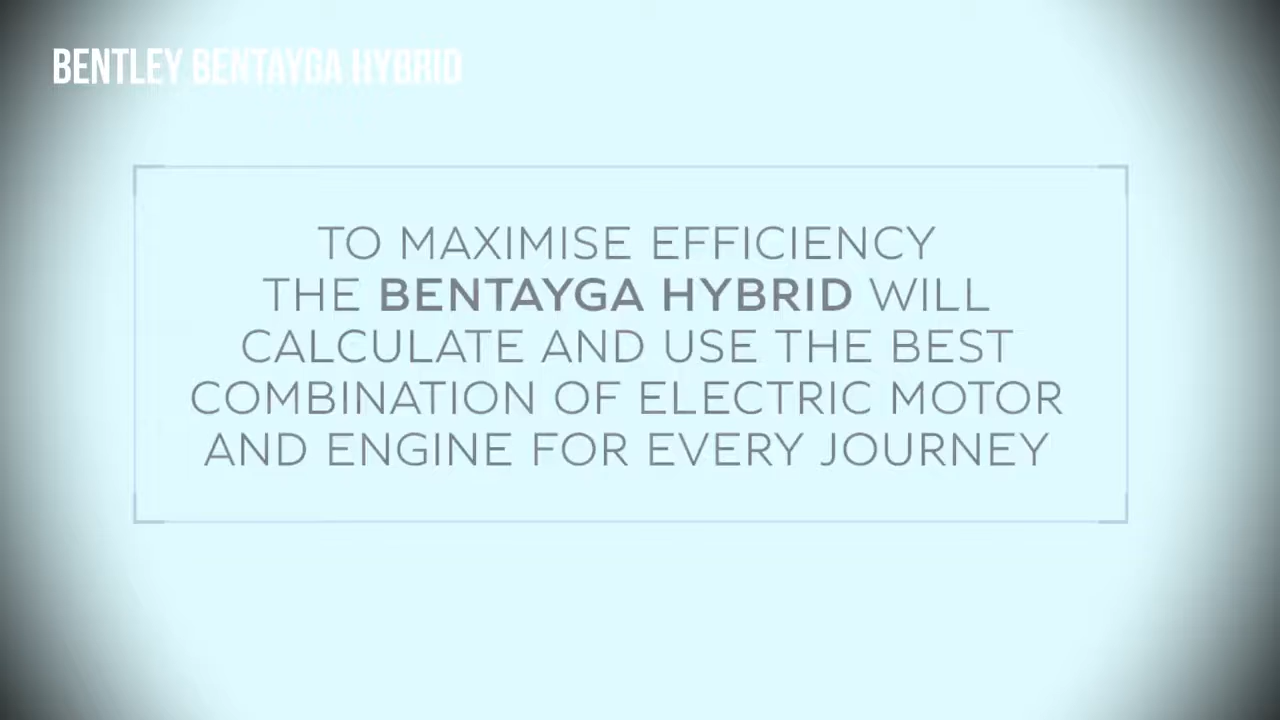 BENTLEY BENTAYGA HYBRID
TO MAXIMISE EFFICIENCY
THE BENTAYGA HYBRID WILL
CALCULATE AND USE THE BEST
COMBINATION OF ELECTRIC MOTOR
AND ENGINE FOR EVERY JOURNEY